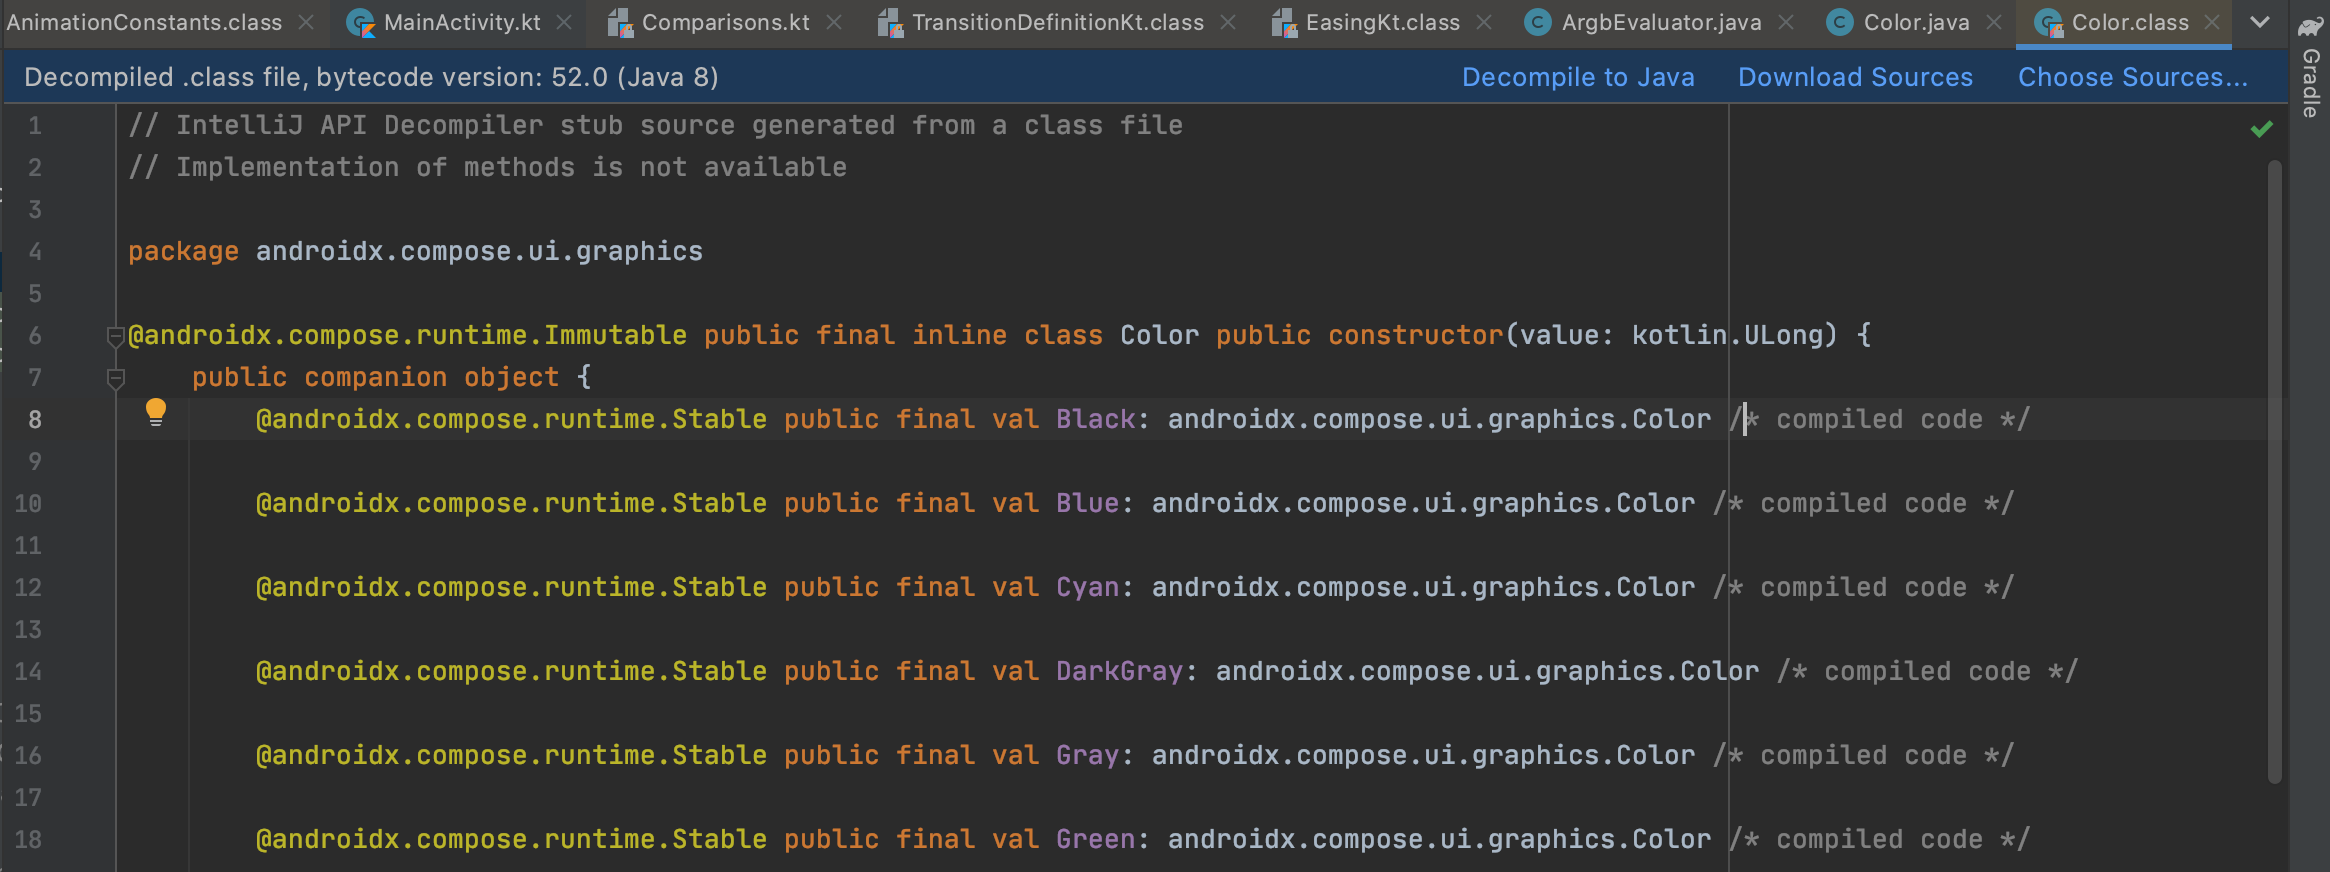 AnimationConstants.class MainActivity.kt Comparisons.kt TransitionDefinitionKt.class EasingKt.class ArgbEvaluator.java Color.java Color.class
Gradle
Decompiled .class file, bytecode version: 52.0 (Java 8) Decompile to Java Download Sources Choose Sources...
1 // IntelliJ API Decompiler stub source generated from a class file
2 // Implementation of methods is not available
3
4 package androidx.compose.ui.graphics
5
6 @androidx.compose.runtime.Immutable public final inline class Color public constructor(value: kotlin.ULong) {
7 public companion object {
8 @androidx.compose.runtime.Stable public final val Black: androidx.compose.ui.graphics.Color /* compiled code */
9
10 @androidx.compose.runtime.Stable public final val Blue: androidx.compose.ui.graphics.Color /* compiled code */
11
12 @androidx.compose.runtime.Stable public final val Cyan: androidx.compose.ui.graphics.Color /* compiled code */
13
14 @androidx.compose.runtime.Stable public final val DarkGray: androidx.compose.ui.graphics.Color /* compiled code */
15
16 @androidx.compose.runtime.Stable public final val Gray: androidx.compose.ui.graphics.Color /* compiled code */
17
18 @androidx.compose.runtime.Stable public final val Green: androidx.compose.ui.graphics.Color /* compiled code */